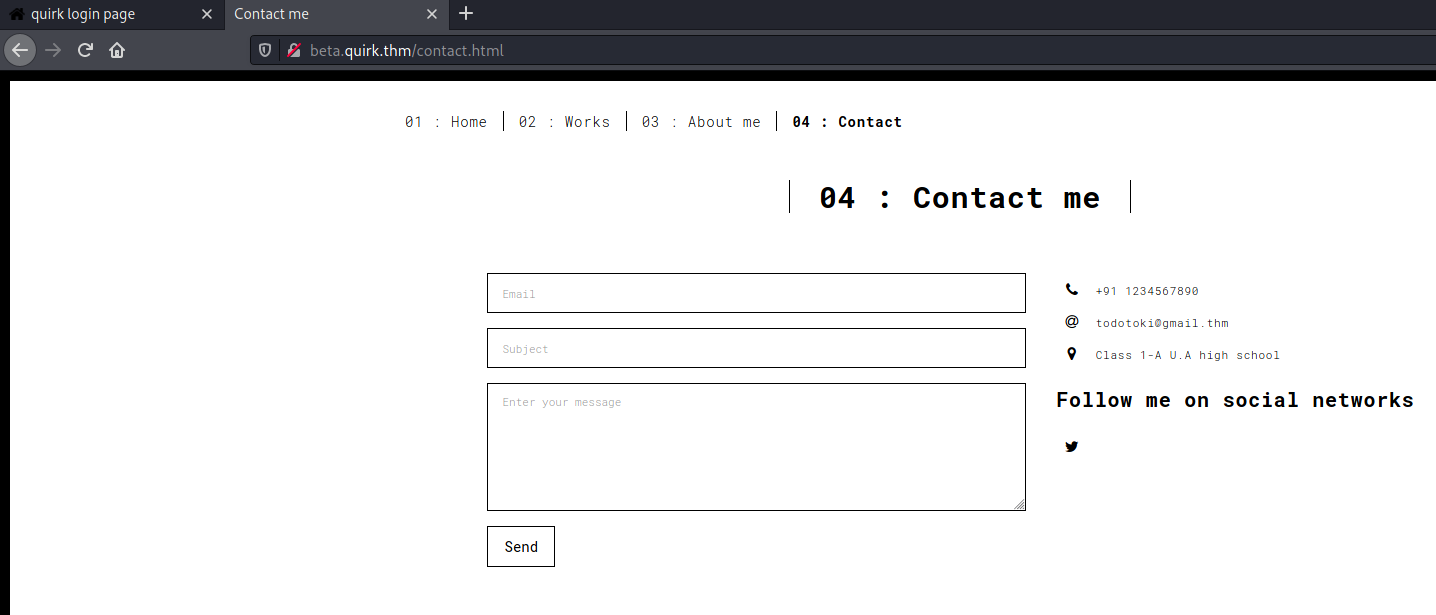 quirk login page
Contact me
beta.quirk.thm/contact.html
01 : Home
02 : Works
03 : About me
04 : Contact
04 : Contact me
Email
Subject
Enter your message
Send
+91 1234567890
todotoki@gmail.thm
Class 1-A U.A high school
Follow me on social networks